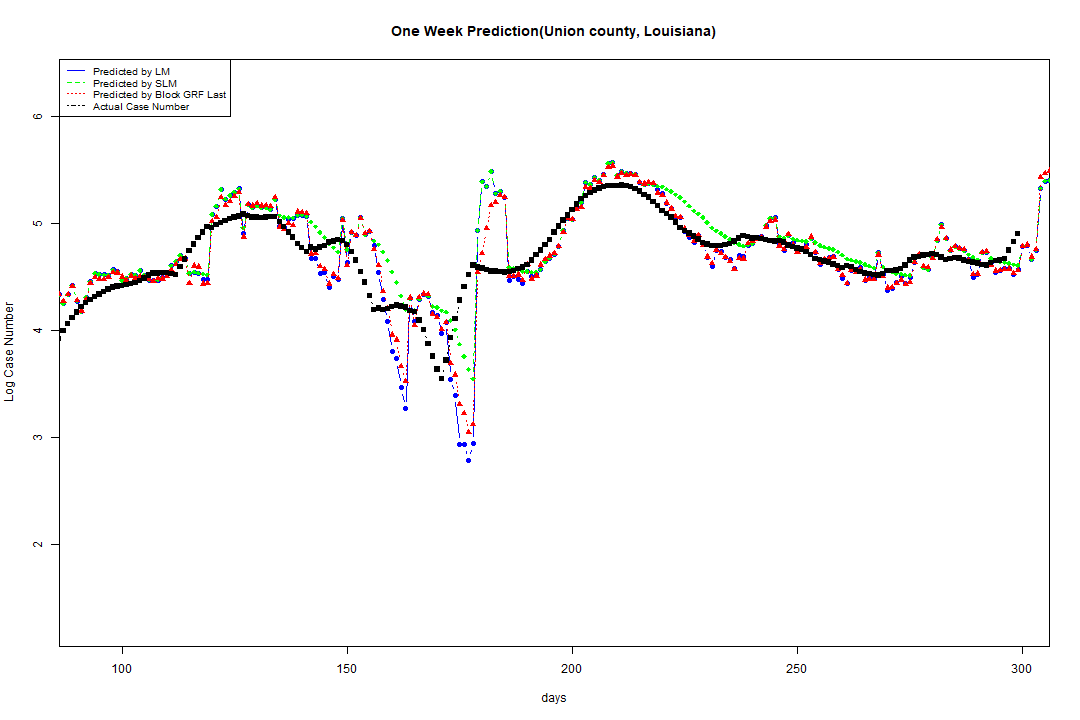 One Week Prediction(Union county, Louisiana)
Predicted by LM
Predicted by SLM
Predicted by Block GRF Last
Actual Case Number
6
5
4
3
2
Log Case Number
100 150 200 250 300
days